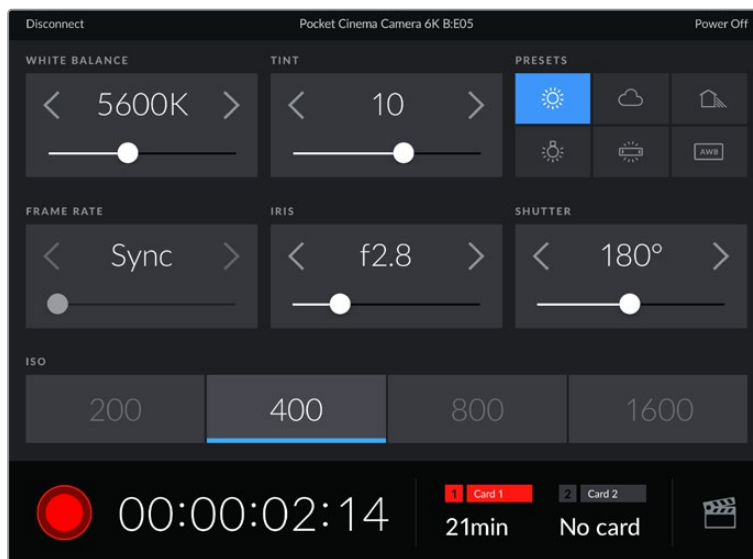 Disconnect Pocket Cinema Camera 6K B:E05 Power Off
WHITE BALANCE TINT PRESETS
5600K 10
AWB
FRAME RATE IRIS SHUTTER
Sync f2.8 180°
ISO
200 400 800 1600
1 Card 1 2 Card 2
00:00:02:14 21min No card